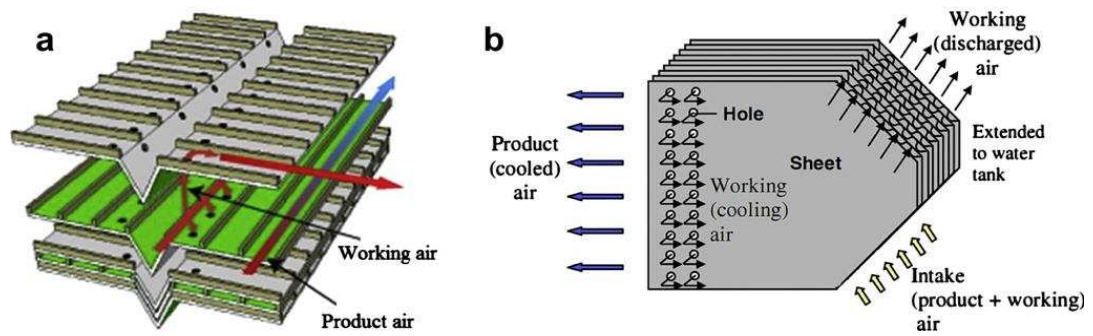 a
Working air
Product air
b
Working
(discharged)
air
Product
(cooled)
air
Hole
Sheet
Working
(cooling)
air
Extended
to water
tank
Intake
(product + working)
air